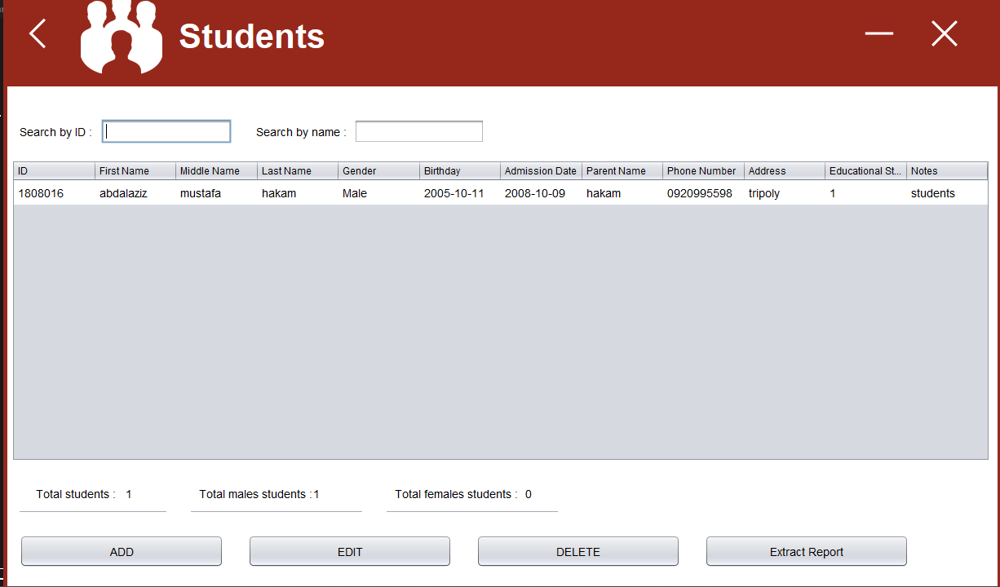 Students
Search by ID :
Search by name :
ID First Name Middle Name Last Name Gender Birthday Admission Date Parent Name Phone Number Address Educational St... Notes
1808016 abdalaziz mustafa hakam Male 2005-10-11 2008-10-09 hakam 0920995598 tripoly 1 students
Total students : 1 Total males students :1 Total females students : 0
ADD EDIT DELETE Extract Report